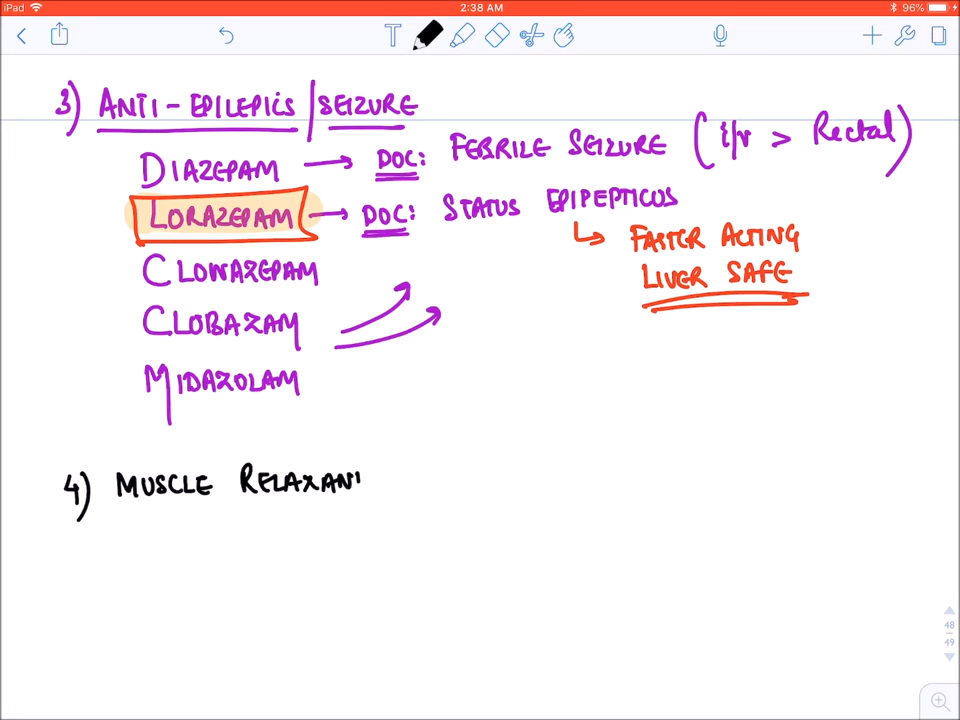 iPad 2:38 AM 96%
T
3) ANTI-EPILEPICS/SEIZURE
DIAZEPAM → DOC: FEBRILE SEIZURE (i/v > Rectal)
LORAZEPAM → DOC: STATUS EPIPEPTICUS
↳ FASTER ACTING
LIVER SAFE
CLONAZEPAM
CLOBAZAM
MIDAZOLAM
4) MUSCLE RELAXAN
48
49